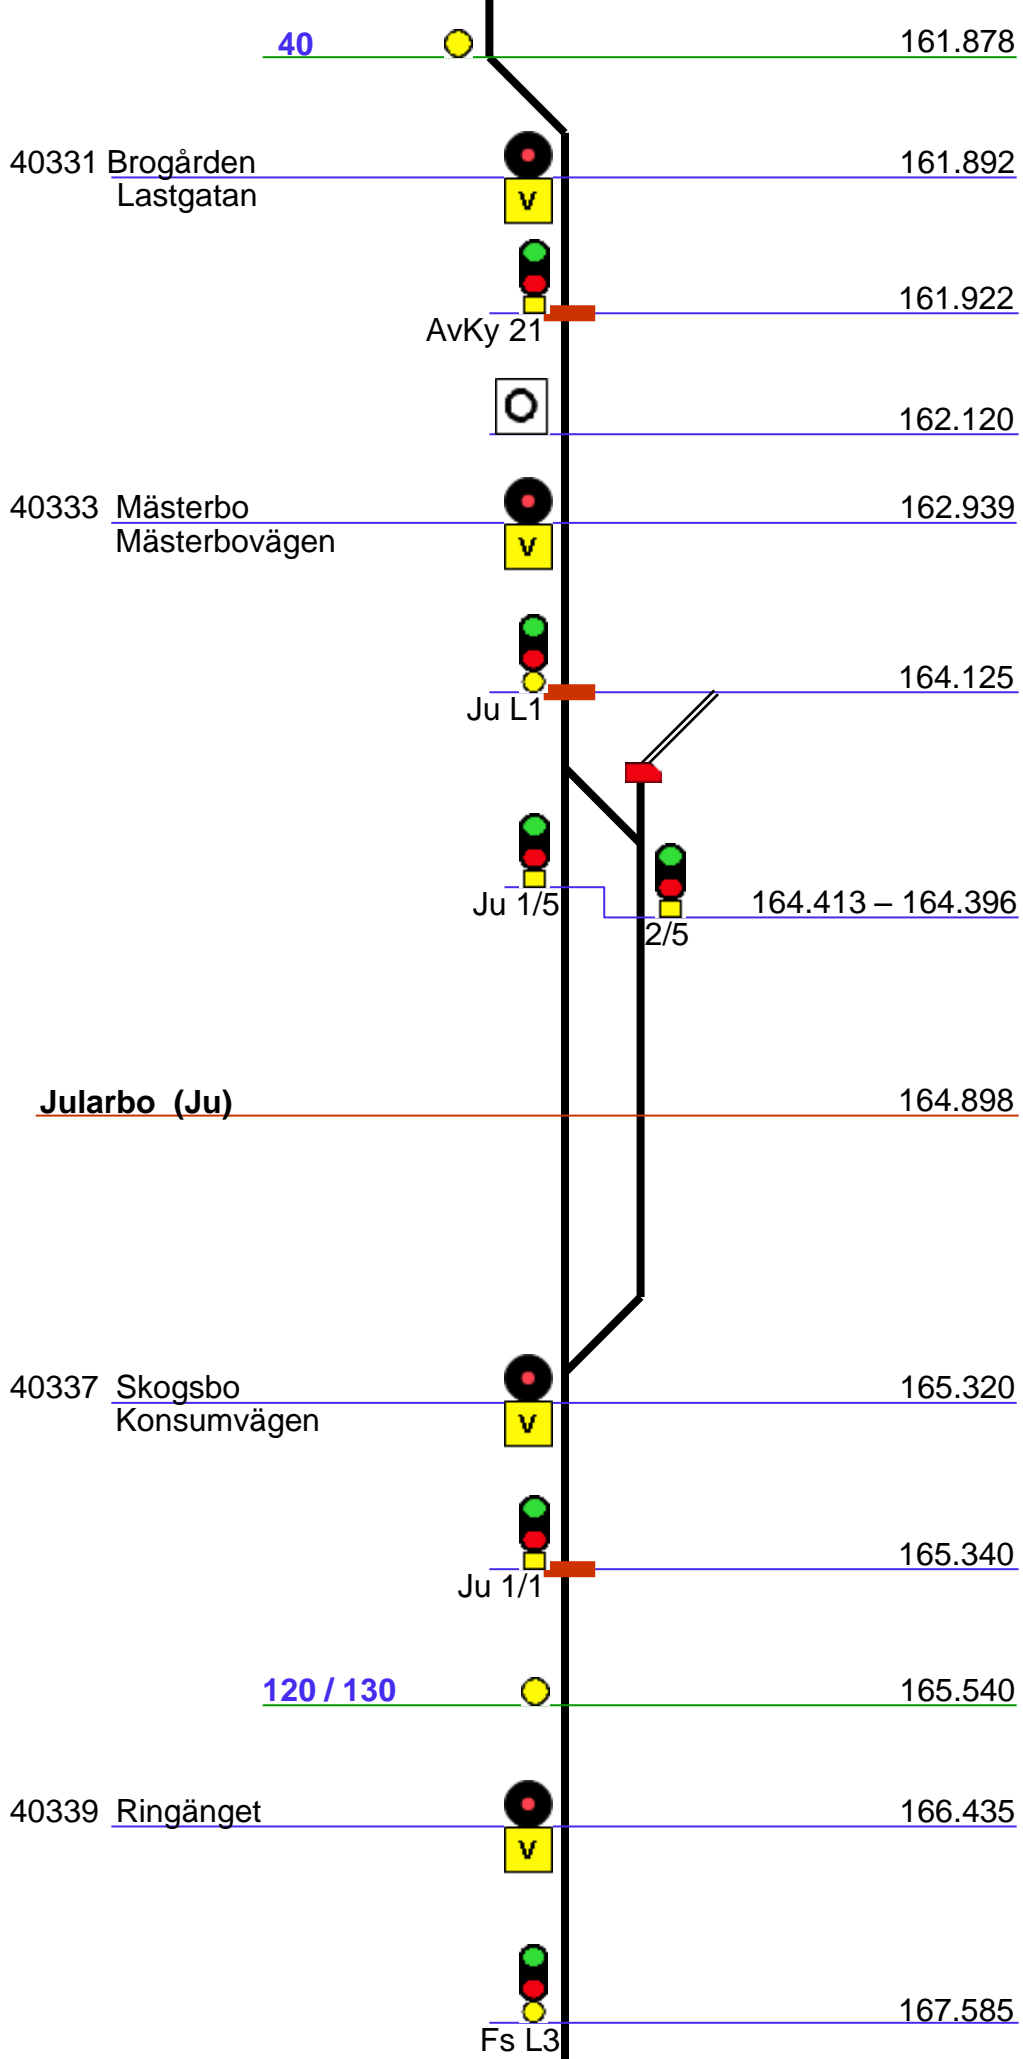 40 161.878
40331 Brogården 161.892
Lastgatan
V
161.922
AvKy 21
O 162.120
40333 Mästerbo 162.939
Mästerbovägen
V
164.125
Ju L1
Ju 1/5 164.413 – 164.396
2/5
Jularbo (Ju) 164.898
40337 Skogsbo 165.320
Konsumvägen
V
165.340
Ju 1/1
120 / 130 165.540
40339 Ringänget 166.435
V
167.585
Fs L3